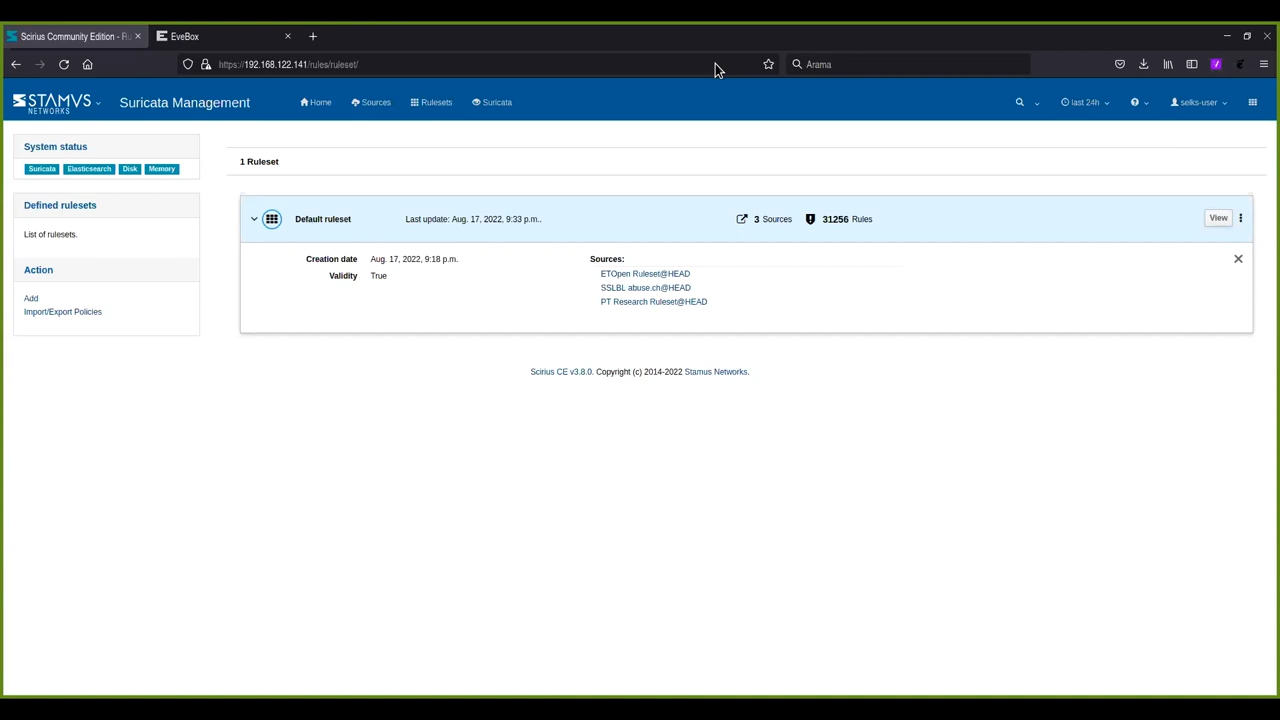 Scirius Community Edition - Ru
EveBox
https://192.168.122.141/rules/ruleset/
Arama
STAMVS NETWORKS
Suricata Management
Home
Sources
Rulesets
Suricata
last 24h
selks-user
System status
Suricata Elasticsearch Disk Memory
Defined rulesets
List of rulesets.
Action
Add
Import/Export Policies
1 Ruleset
Default ruleset
Last update: Aug. 17, 2022, 9:33 p.m..
3 Sources
31256 Rules
View
Creation date Aug. 17, 2022, 9:18 p.m.
Validity True
Sources:
ETOpen Ruleset@HEAD
SSLBL abuse.ch@HEAD
PT Research Ruleset@HEAD
Scirius CE v3.8.0. Copyright (c) 2014-2022 Stamus Networks.